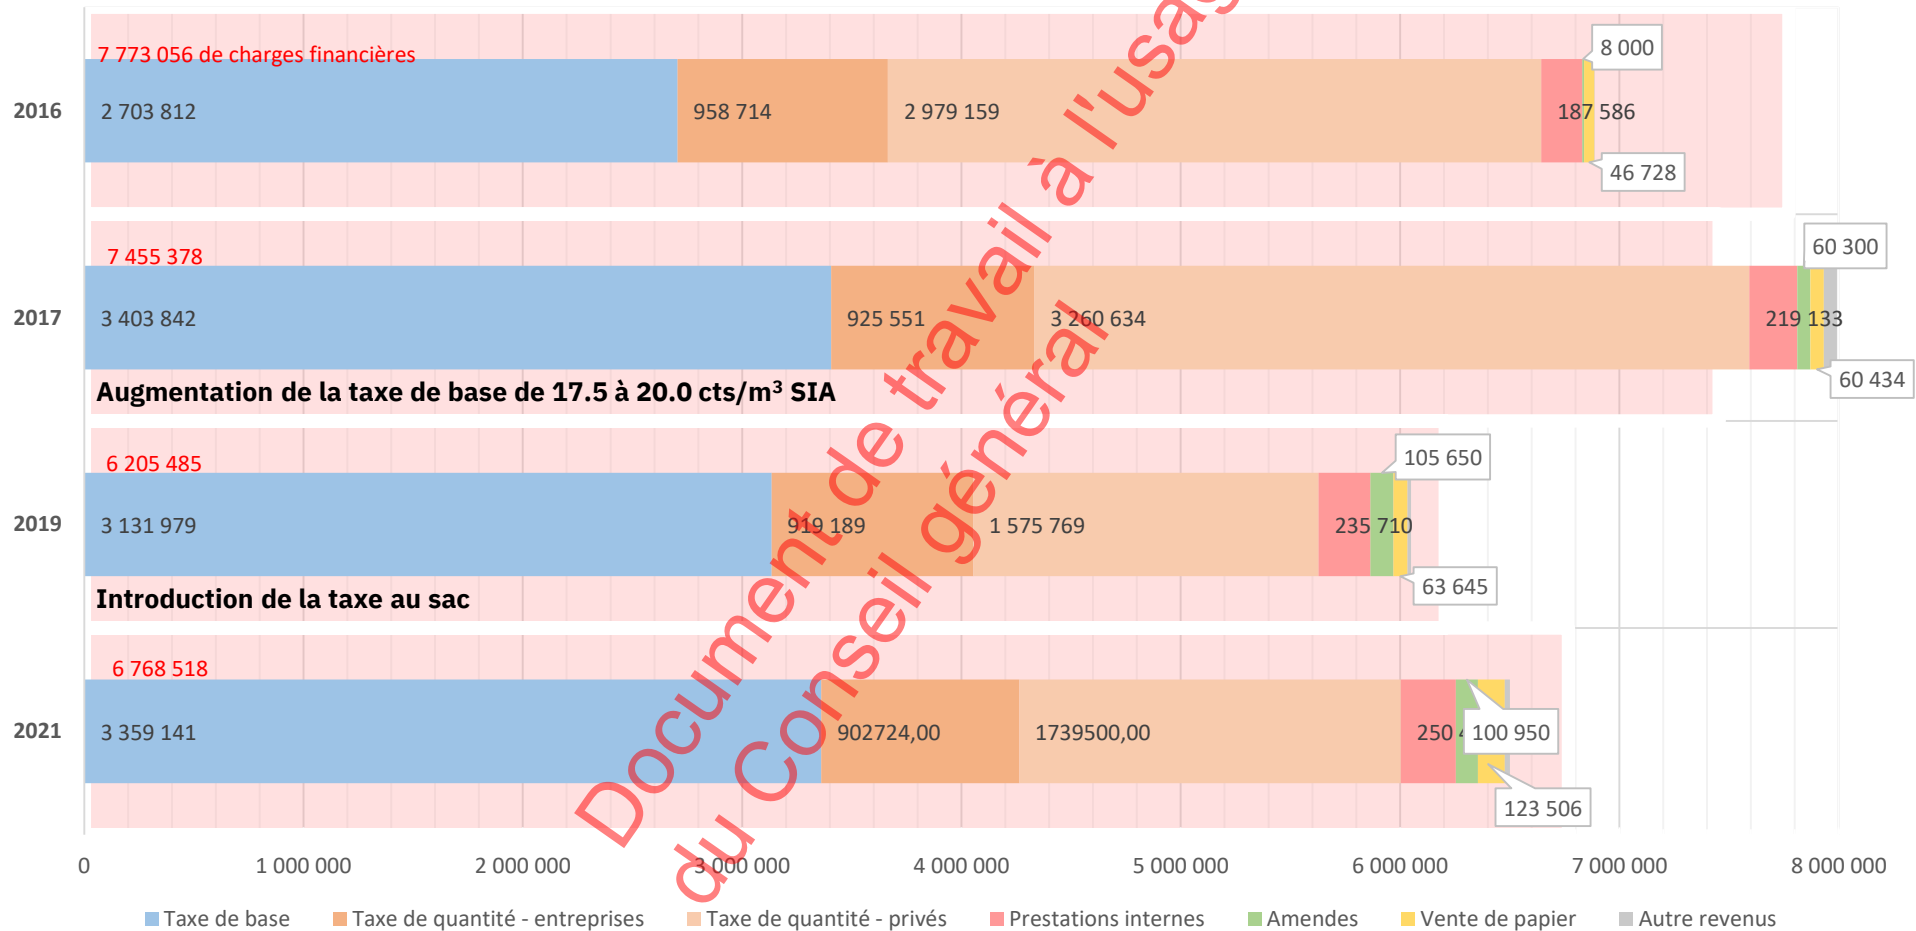 7 773 056 de charges financières
8 000
2016
2 703 812
958 714
2 979 159
187 586
46 728
7 455 378
60 300
2017
3 403 842
925 551
3 260 634
219 133
60 434
Augmentation de la taxe de base de 17.5 à 20.0 cts/m³ SIA
6 205 485
105 650
2019
3 131 979
919 189
1 575 769
235 710
63 645
Introduction de la taxe au sac
6 768 518
2021
3 359 141
902724,00
1739500,00
250
100 950
123 506
0
1 000 000
2 000 000
3 000 000
4 000 000
5 000 000
6 000 000
7 000 000
8 000 000
Taxe de base
Taxe de quantité - entreprises
Taxe de quantité - privés
Prestations internes
Amendes
Vente de papier
Autre revenus
Document de travail à l'usag
du Conseil général